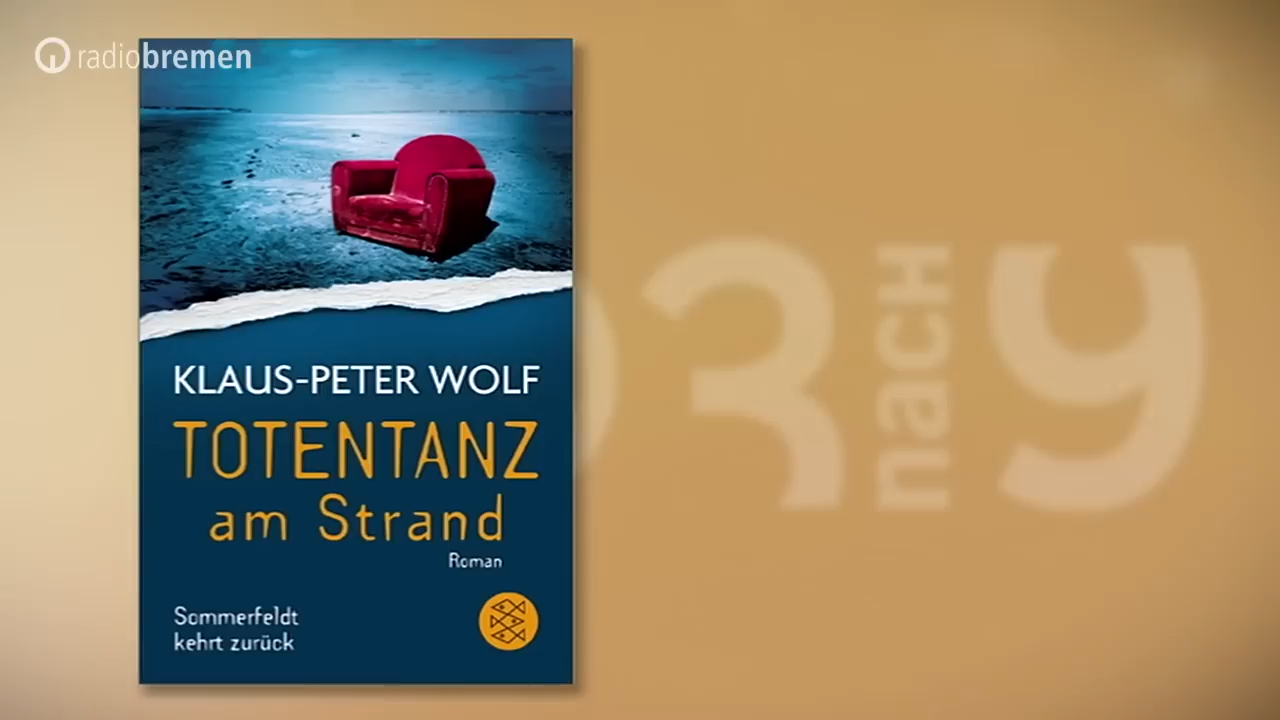 radiobremen
KLAUS-PETER WOLF
TOTENTANZ
am Strand
Roman
Sommerfeldt
kehrt zurück
3 nach 9